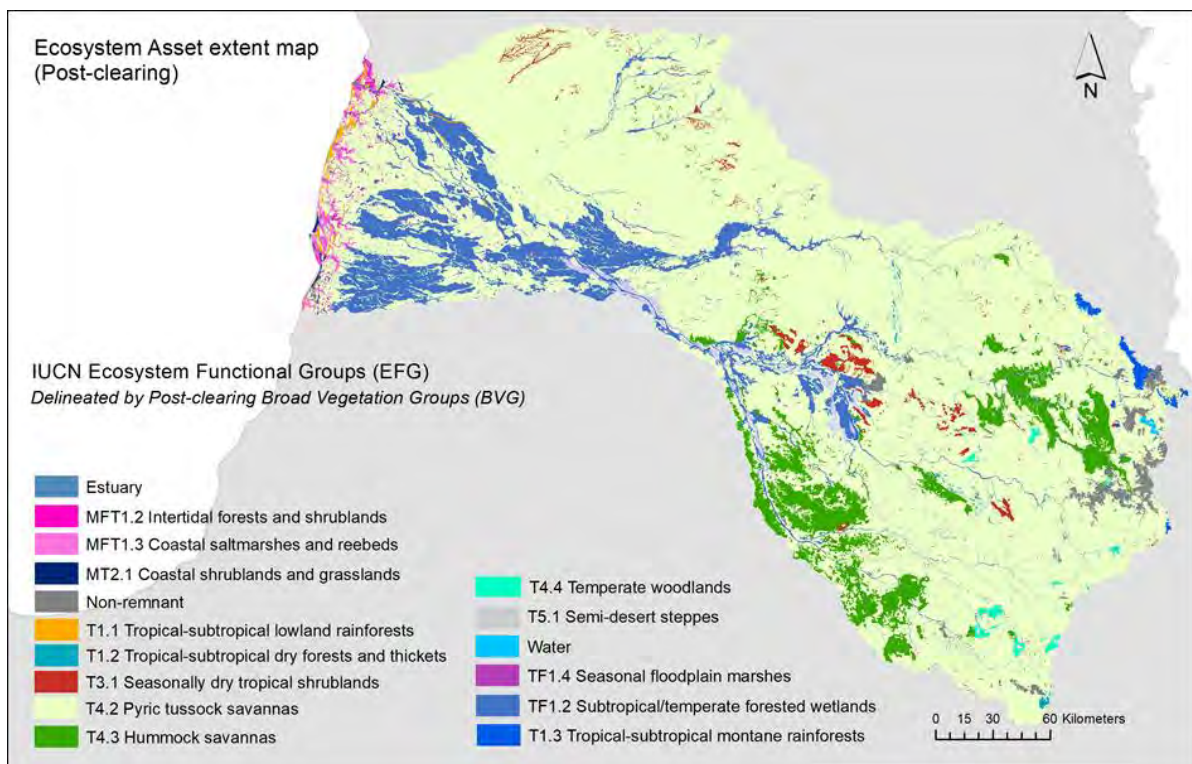 Ecosystem Asset extent map
(Post-clearing)
N
IUCN Ecosystem Functional Groups (EFG)
Delineated by Post-clearing Broad Vegetation Groups (BVG)
Estuary
MFT1.2 Intertidal forests and shrublands
MFT1.3 Coastal saltmarshes and reebeds
MT2.1 Coastal shrublands and grasslands
Non-remnant
T1.1 Tropical-subtropical lowland rainforests
T1.2 Tropical-subtropical dry forests and thickets
T3.1 Seasonally dry tropical shrublands
T4.2 Pyric tussock savannas
T4.3 Hummock savannas
T4.4 Temperate woodlands
T5.1 Semi-desert steppes
Water
TF1.4 Seasonal floodplain marshes
TF1.2 Subtropical/temperate forested wetlands
T1.3 Tropical-subtropical montane rainforests
0 15 30 60 Kilometers